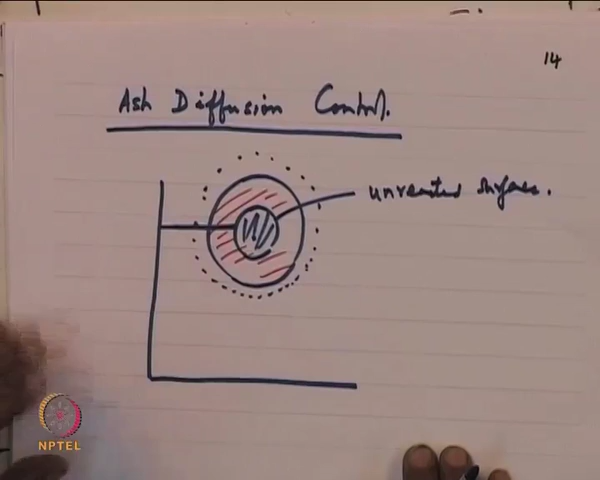 14
Ash Diffusion Control.
unreacted surface.
NPTEL